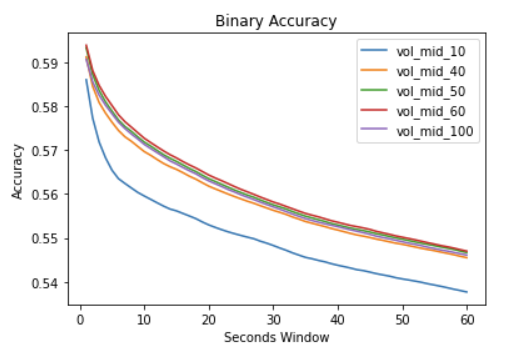 Binary Accuracy
vol_mid_10
vol_mid_40
vol_mid_50
vol_mid_60
vol_mid_100
Accuracy
0.59
0.58
0.57
0.56
0.55
0.54
0 10 20 30 40 50 60
Seconds Window